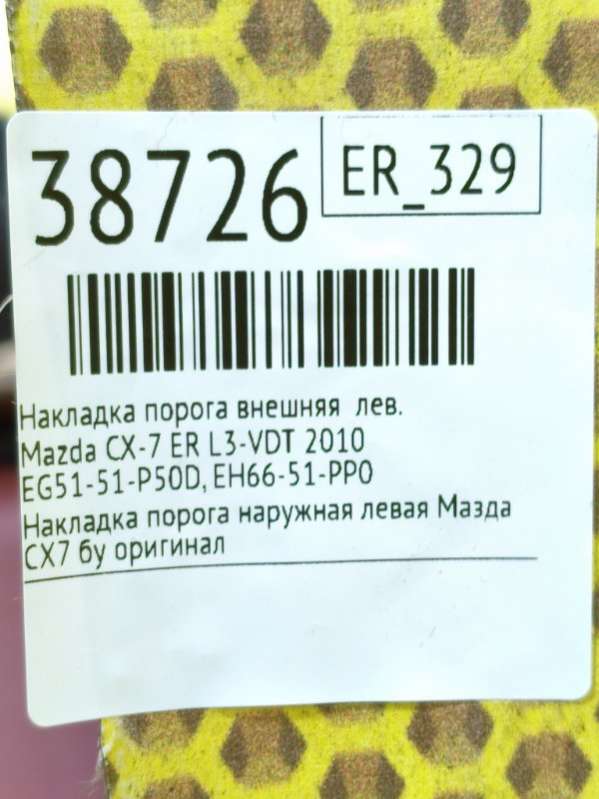 38726
ER_329
Накладка порога внешняя лев.
Mazda CX-7 ER L3-VDT 2010
EG51-51-P50D, EH66-51-PP0
Накладка порога наружная левая Мазда
СХ7 бу оригинал